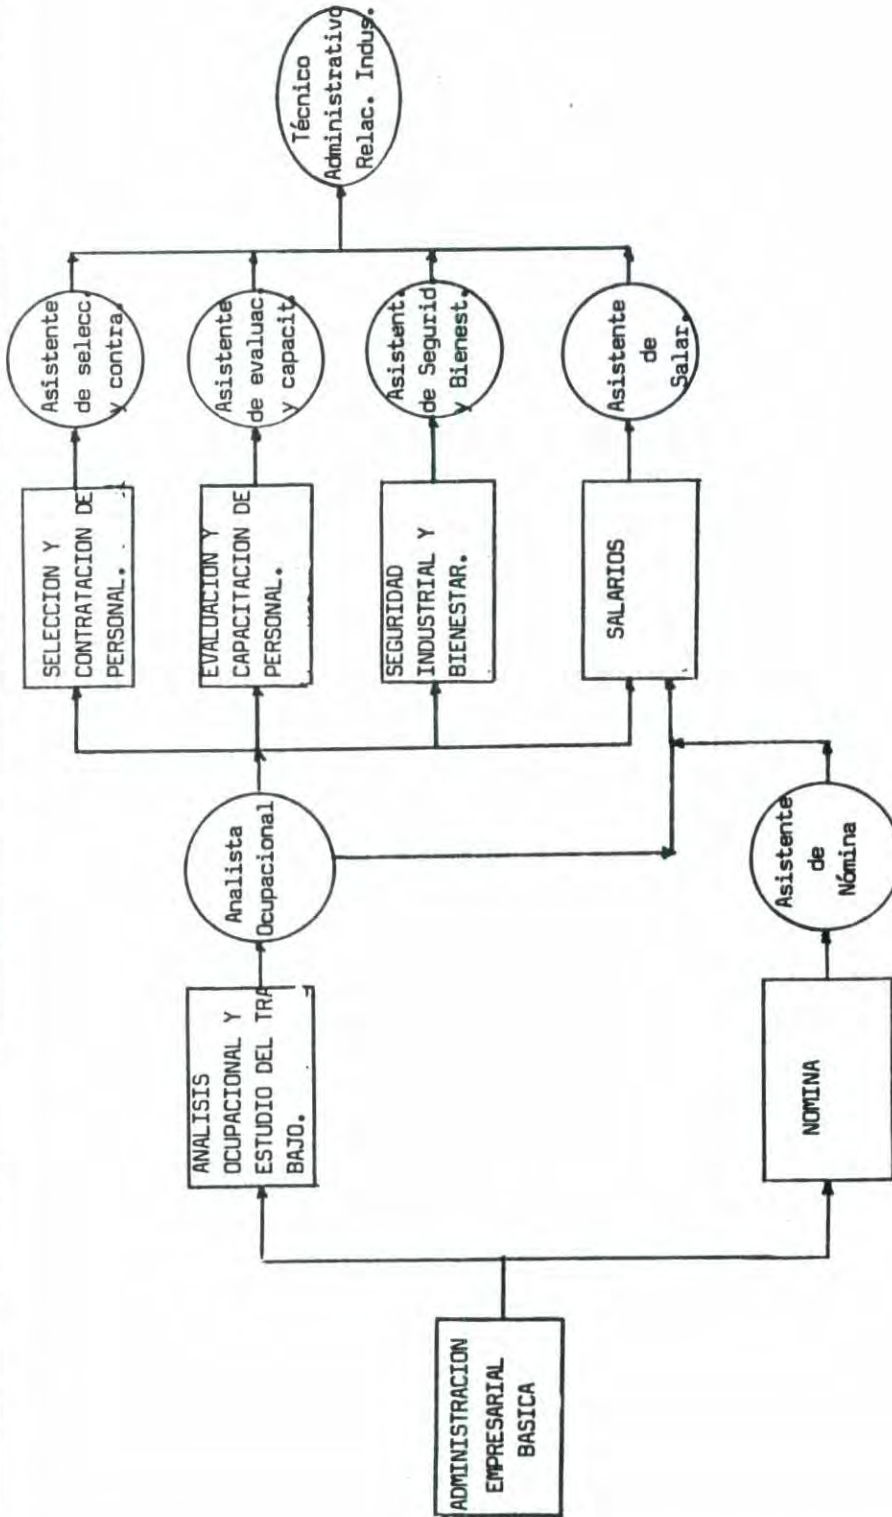 ADMINISTRACION
EMPRESARIAL
BASICA
ANALISIS
OCUPACIONAL Y
ESTUDIO DEL TRA
BAJO.
Analista
Ocupacional
NOMINA
Asistente
de
Nómina
SELECCION Y
CONTRATACION DE
PERSONAL.
EVALUACION Y
CAPACITACION DE
PERSONAL.
SEGURIDAD
INDUSTRIAL Y
BIENESTAR.
SALARIOS
Asistente
de selecc.
y contra.
Asistente
de evaluac.
y capacit.
Asistent.
de Segurid
y Bienest.
Asistente
de
Salar.
Técnico
Administrativo
Relac. Indus.